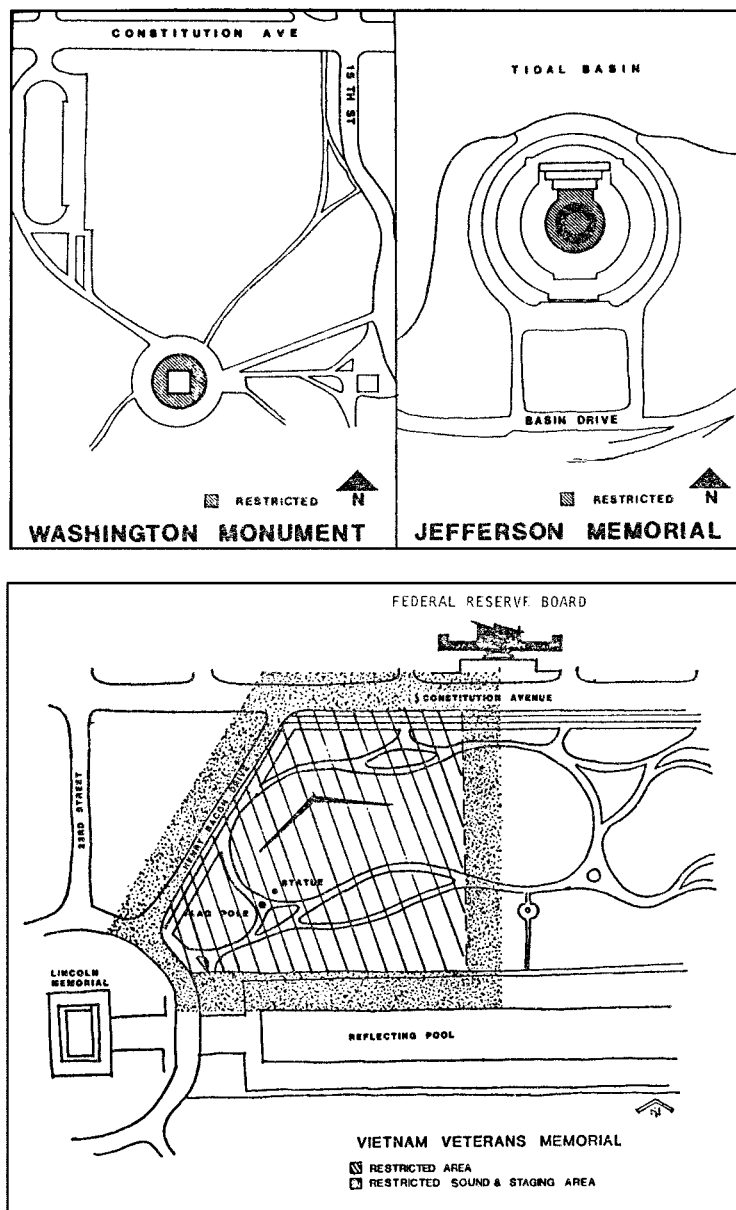 CONSTITUTION AVE
15TH ST
RESTRICTED
N
WASHINGTON MONUMENT
TIDAL BASIN
BASIN DRIVE
RESTRICTED
N
JEFFERSON MEMORIAL
FEDERAL RESERVE BOARD
CONSTITUTION AVENUE
23RD STREET
HENRY BACON DRIVE
STATUE
FLAG POLE
LINCOLN
MEMORIAL
REFLECTING POOL
N
VIETNAM VETERANS MEMORIAL
RESTRICTED AREA
RESTRICTED SOUND & STAGING AREA